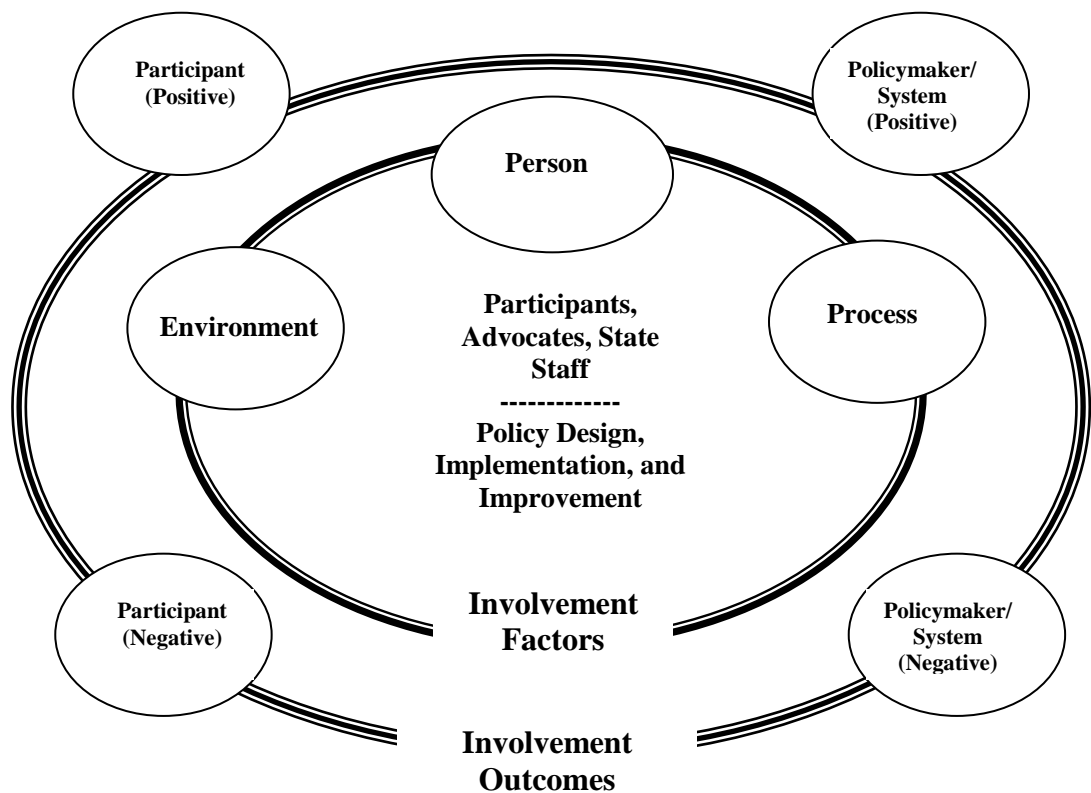 Participant
(Positive)
Policymaker/
System
(Positive)
Person
Environment
Process
Participants,
Advocates, State
Staff
-------------
Policy Design,
Implementation, and
Improvement
Participant
(Negative)
Policymaker/
System
(Negative)
Involvement
Factors
Involvement
Outcomes